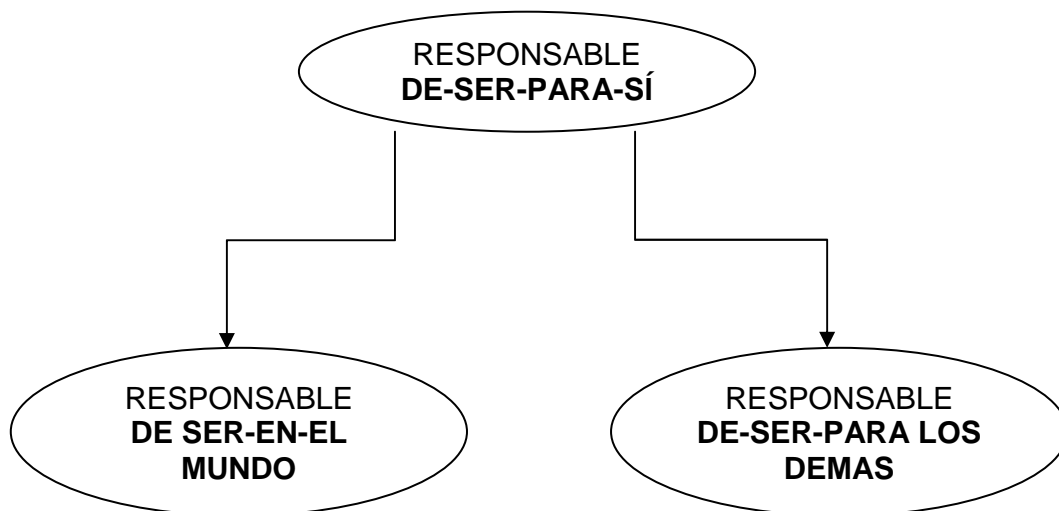 RESPONSABLE
DE-SER-PARA-SÍ
RESPONSABLE
DE SER-EN-EL
MUNDO
RESPONSABLE
DE-SER-PARA LOS
DEMAS